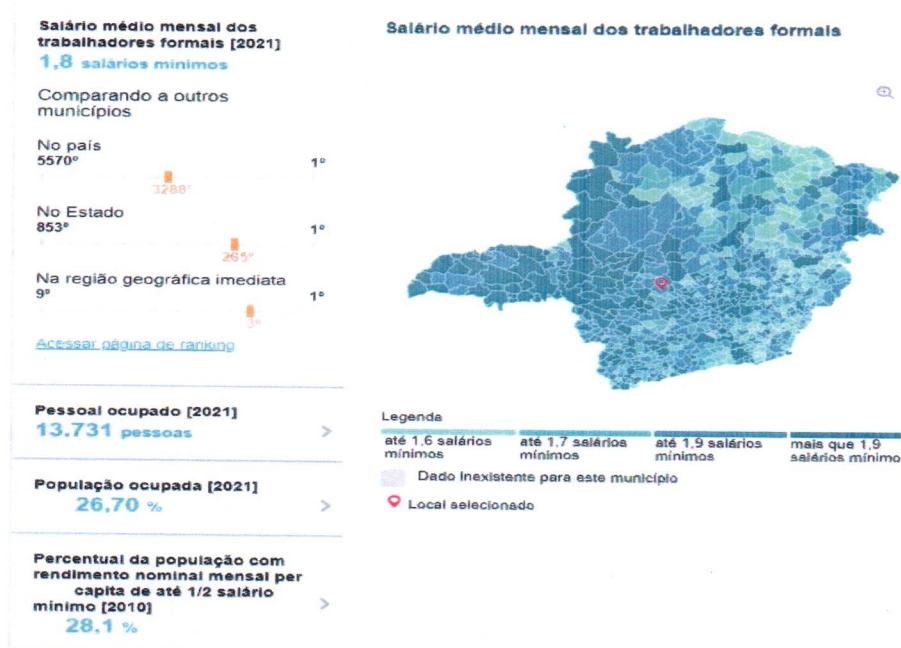 Salário médio mensal dos
trabalhadores formais [2021]
1,8 salários mínimos
Comparando a outros
municípios
No país
5570º
1º
3288º
No Estado
853º
1º
265º
Na região geográfica imediata
9º
1º
3º
Acessar página de ranking
Pessoal ocupado [2021]
13.731 pessoas
População ocupada [2021]
26,70 %
Percentual da população com
rendimento nominal mensal per
capita de até 1/2 salário
mínimo [2010]
28,1 %
Salário médio mensal dos trabalhadores formais
Legenda
até 1,6 salários
mínimos
até 1,7 salários
mínimos
até 1,9 salários
mínimos
mais que 1,9
salários mínimo
Dado Inexistente para este município
Local selecionado